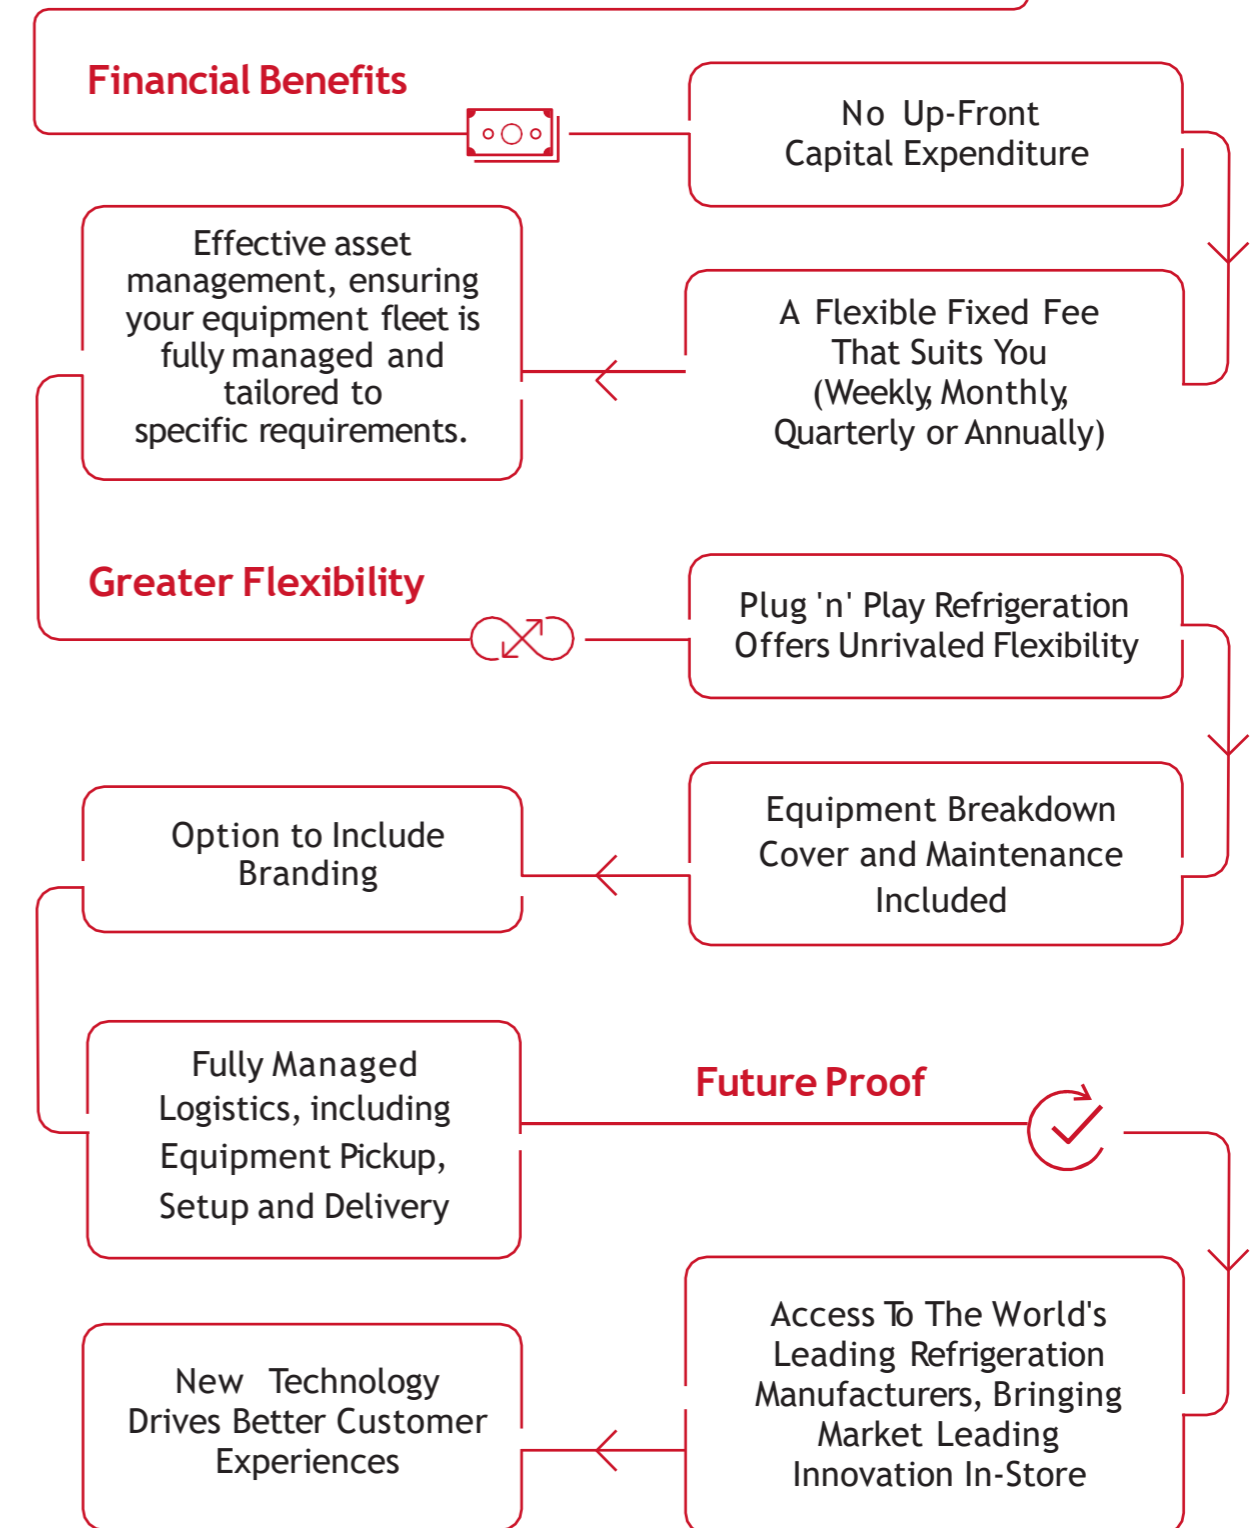 Financial Benefits
No Up-Front
Capital Expenditure
A Flexible Fixed Fee
That Suits You
(Weekly, Monthly,
Quarterly or Annually)
Effective asset
management, ensuring
your equipment fleet is
fully managed and
tailored to
specific requirements.
Greater Flexibility
Plug 'n' Play Refrigeration
Offers Unrivaled Flexibility
Equipment Breakdown
Cover and Maintenance
Included
Option to Include
Branding
Fully Managed
Logistics, including
Equipment Pickup,
Setup and Delivery
Future Proof
Access To The World's
Leading Refrigeration
Manufacturers, Bringing
Market Leading
Innovation In-Store
New Technology
Drives Better Customer
Experiences